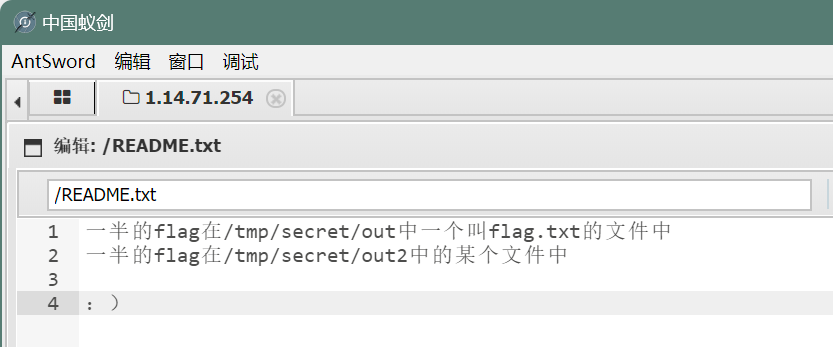 中国蚁剑
AntSword 编辑 窗口 调试
1.14.71.254
编辑: /README.txt
/README.txt
1 一半的flag在/tmp/secret/out中一个叫flag.txt的文件中
2 一半的flag在/tmp/secret/out2中的某个文件中
3
4 ：）